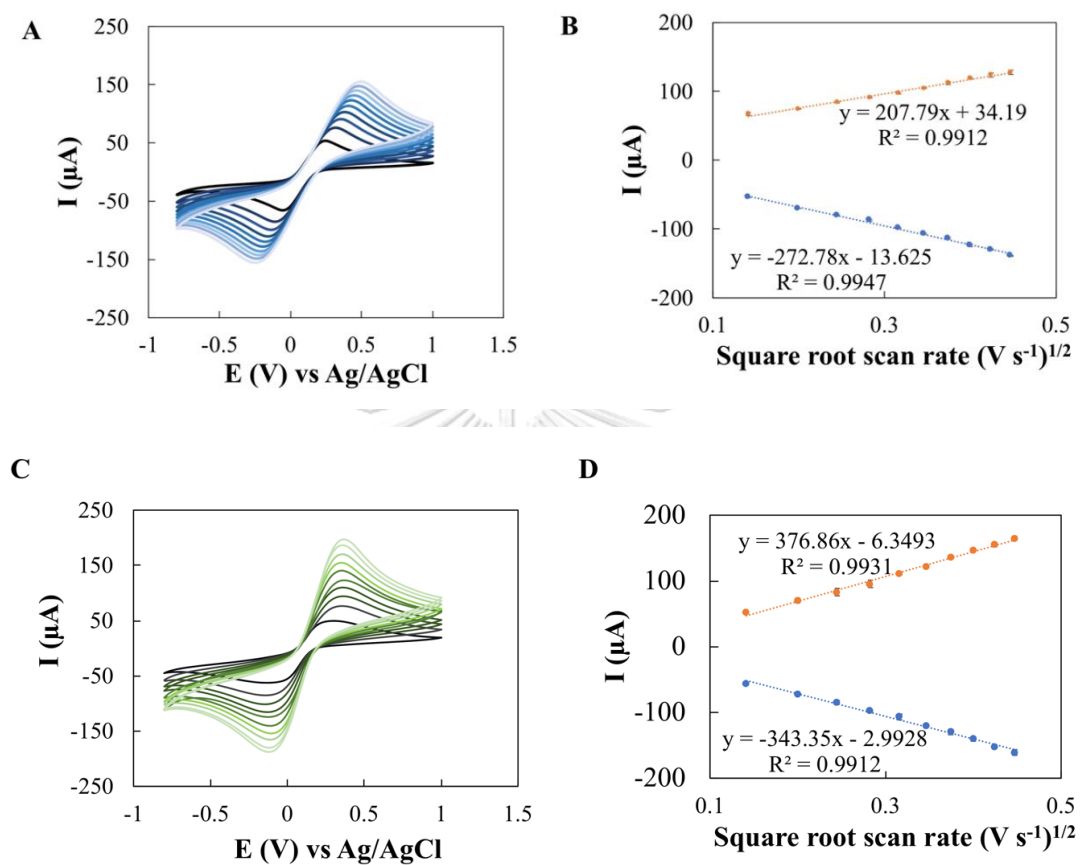 A
250
150
50
-50
-150
-250
I (µA)
-1
-0.5
0
0.5
1
1.5
E (V) vs Ag/AgCl
B
200
100
0
-100
-200
I (µA)
y = 207.79x + 34.19
R² = 0.9912
y = -272.78x - 13.625
R² = 0.9947
0.1
0.3
0.5
Square root scan rate (V s⁻¹)¹/²
C
250
150
50
-50
-150
-250
I (µA)
-1
-0.5
0
0.5
1
1.5
E (V) vs Ag/AgCl
D
200
100
0
-100
-200
I (µA)
y = 376.86x - 6.3493
R² = 0.9931
y = -343.35x - 2.9928
R² = 0.9912
0.1
0.3
0.5
Square root scan rate (V s⁻¹)¹/²